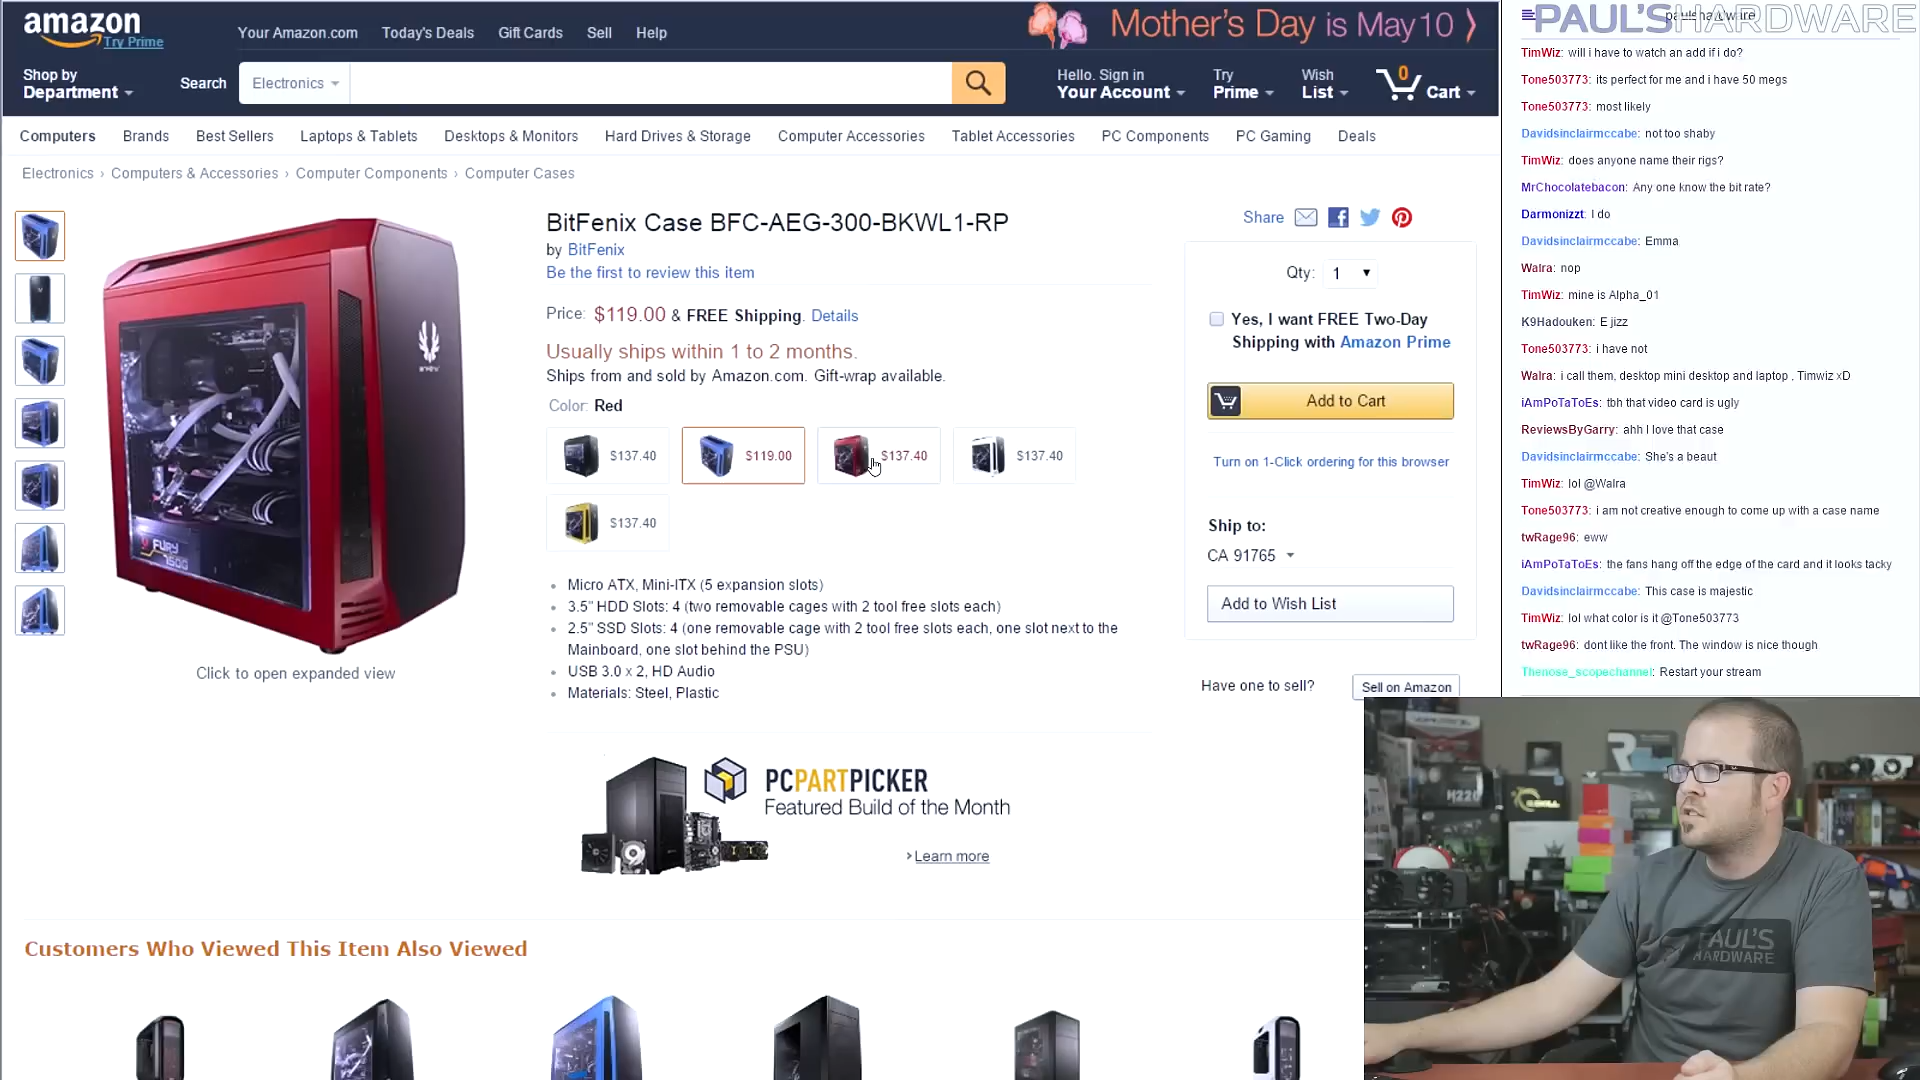 amazon
Try Prime
Your Amazon.com
Today's Deals
Gift Cards
Sell
Help
Mother's Day is May 10
Shop by
Department
Search
Electronics
Hello. Sign in
Your Account
Try
Prime
Wish
List
0
Cart
Computers
Brands
Best Sellers
Laptops & Tablets
Desktops & Monitors
Hard Drives & Storage
Computer Accessories
Tablet Accessories
PC Components
PC Gaming
Deals
Electronics › Computers & Accessories › Computer Components › Computer Cases
FURY
Click to open expanded view
BitFenix Case BFC-AEG-300-BKWL1-RP
by BitFenix
Be the first to review this item
Price: $119.00 & FREE Shipping. Details
Usually ships within 1 to 2 months.
Ships from and sold by Amazon.com. Gift-wrap available.
Color: Red
$137.40
$119.00
$137.40
$137.40
$137.40
• Micro ATX, Mini-ITX (5 expansion slots)
• 3.5" HDD Slots: 4 (two removable cages with 2 tool free slots each)
• 2.5" SSD Slots: 4 (one removable cage with 2 tool free slots each, one slot next to the
Mainboard, one slot behind the PSU)
• USB 3.0 x 2, HD Audio
• Materials: Steel, Plastic
PCPARTPICKER
Featured Build of the Month
› Learn more
Share
Qty: 1
Yes, I want FREE Two-Day
Shipping with Amazon Prime
Add to Cart
Turn on 1-Click ordering for this browser
Ship to:
CA 91765
Add to Wish List
Have one to sell?
Sell on Amazon
Customers Who Viewed This Item Also Viewed
PAUL'SHARDWARE
paulshardware
TimWiz: will i have to watch an add if i do?
Tone503773: its perfect for me and i have 50 megs
Tone503773: most likely
Davidsinclairmccabe: not too shaby
TimWiz: does anyone name their rigs?
MrChocolatebacon: Any one know the bit rate?
Darmonizzt: I do
Davidsinclairmccabe: Emma
Walra: nop
TimWiz: mine is Alpha_01
K9Hadouken: E jizz
Tone503773: i have not
Walra: i call them, desktop mini desktop and laptop , Timwiz xD
iAmPoTaToEs: tbh that video card is ugly
ReviewsByGarry: ahh I love that case
Davidsinclairmccabe: She's a beaut
TimWiz: lol @Walra
Tone503773: i am not creative enough to come up with a case name
twRage96: eww
iAmPoTaToEs: the fans hang off the edge of the card and it looks tacky
Davidsinclairmccabe: This case is majestic
TimWiz: lol what color is it @Tone503773
twRage96: dont like the front. The window is nice though
Thenose_scopechannel: Restart your stream
H220
PAUL'S
HARDWARE